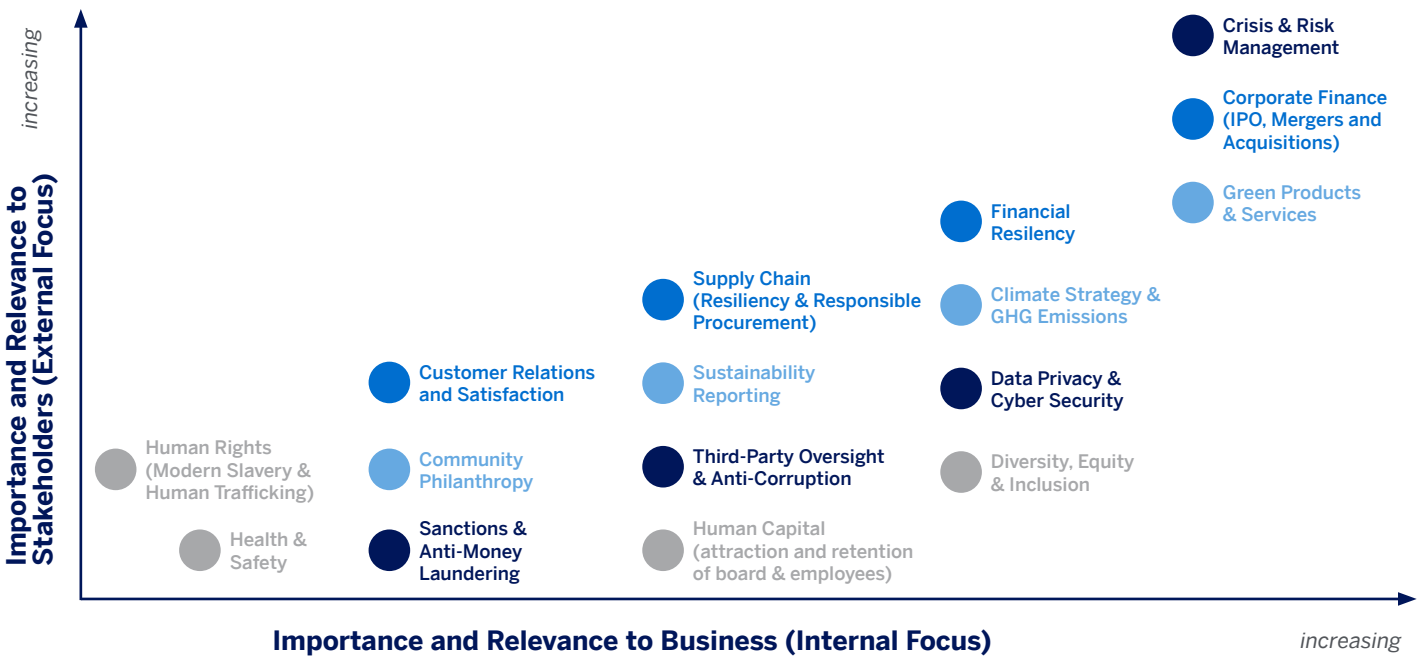 increasing
Importance and Relevance to
Stakeholders (External Focus)
Crisis & Risk
Management
Corporate Finance
(IPO, Mergers and
Acquisitions)
Green Products
& Services
Financial
Resilency
Supply Chain
(Resiliency & Responsible
Procurement)
Climate Strategy &
GHG Emissions
Customer Relations
and Satisfaction
Sustainability
Reporting
Data Privacy &
Cyber Security
Human Rights
(Modern Slavery &
Human Trafficking)
Community
Philanthropy
Third-Party Oversight
& Anti-Corruption
Diversity, Equity
& Inclusion
Health &
Safety
Sanctions &
Anti-Money
Laundering
Human Capital
(attraction and retention
of board & employees)
Importance and Relevance to Business (Internal Focus)
increasing